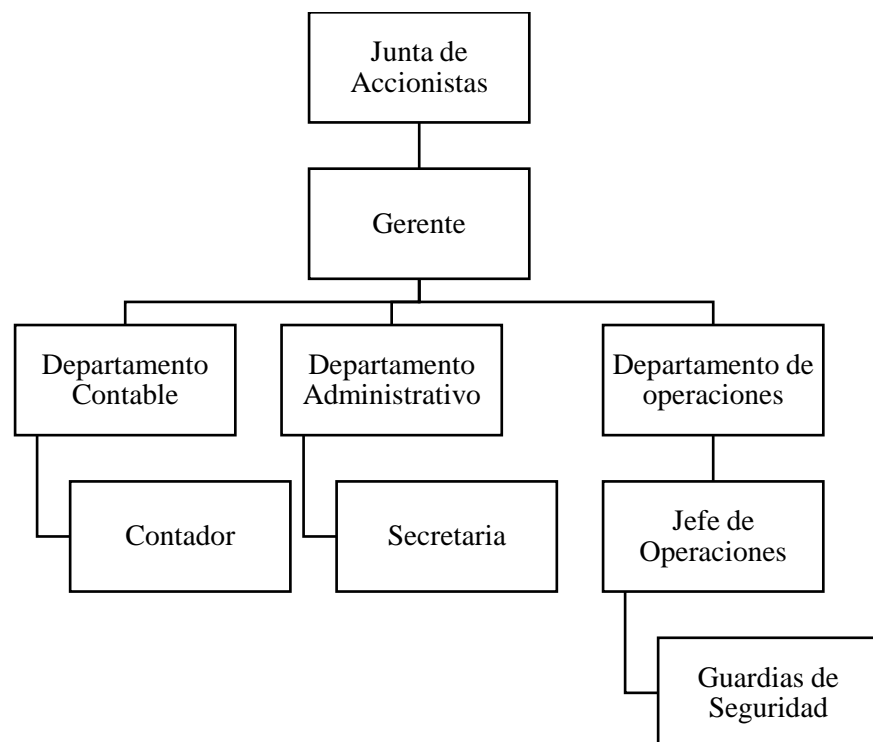 Junta de
Accionistas
Gerente
Departamento
Contable
Departamento
Administrativo
Departamento de
operaciones
Contador
Secretaria
Jefe de
Operaciones
Guardias de
Seguridad